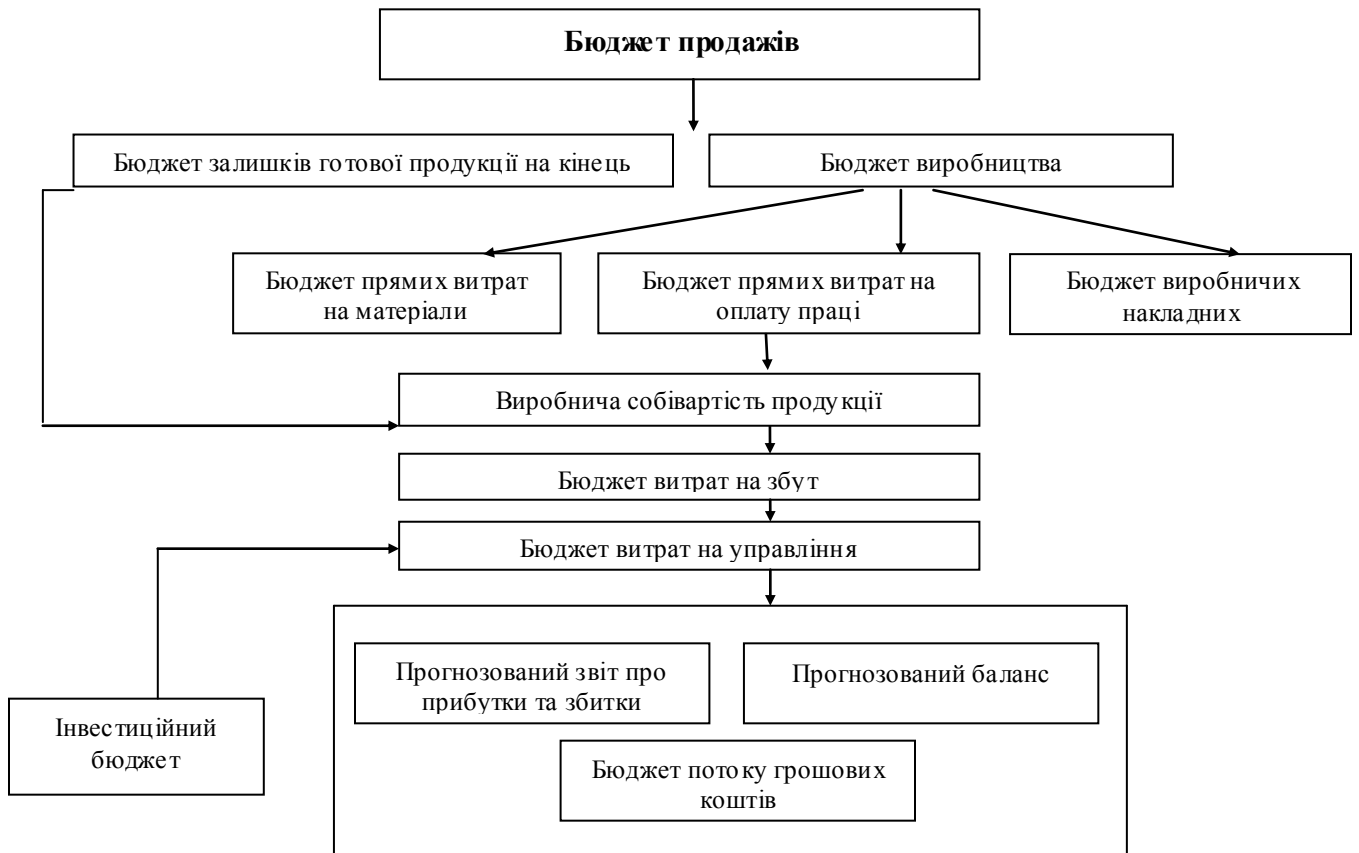 Бюджет продажів
Бюджет залишків готової продукції на кінець
Бюджет виробництва
Бюджет прямих витрат
на матеріали
Бюджет прямих витрат на
оплату праці
Бюджет виробничих
накладних
Виробнича собівартість продукції
Бюджет витрат на збут
Бюджет витрат на управління
Прогнозований звіт про
прибутки та збитки
Прогнозований баланс
Інвестиційний
бюджет
Бюджет потоку грошових
коштів